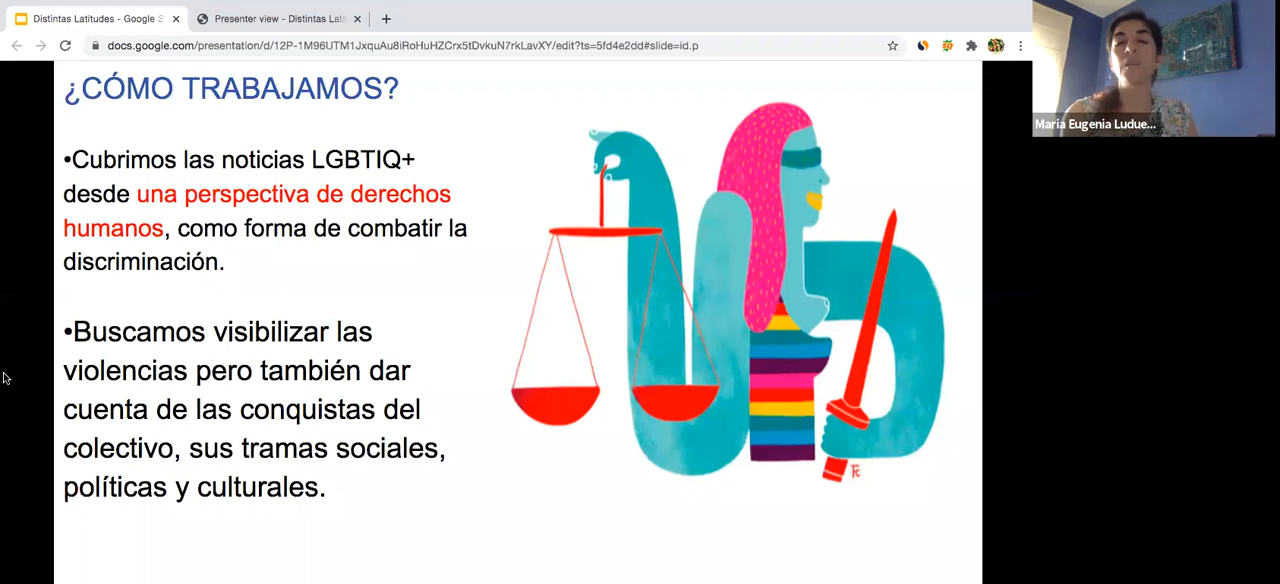 Distintas Latitudes - Google S
Presenter view - Distintas Lati
docs.google.com/presentation/d/12P-1M96UTM1JxquAu8iRoHuHZCrx5tDvkuN7rkLavXY/edit?ts=5fd4e2dd#slide=id.p
Maria Eugenia Ludue...
¿CÓMO TRABAJAMOS?
•Cubrimos las noticias LGBTIQ+
desde una perspectiva de derechos
humanos, como forma de combatir la
discriminación.
•Buscamos visibilizar las
violencias pero también dar
cuenta de las conquistas del
colectivo, sus tramas sociales,
políticas y culturales.